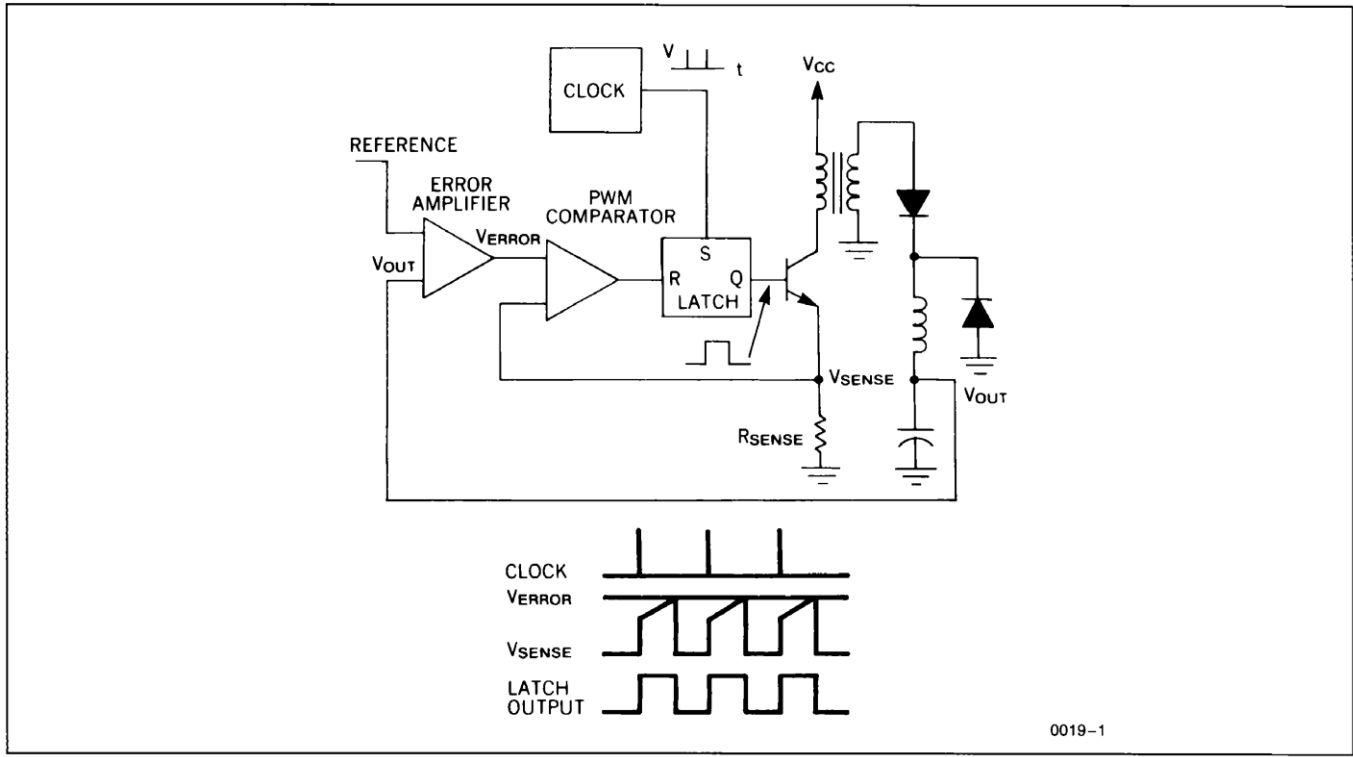 V
t
VCC
CLOCK
REFERENCE
ERROR
AMPLIFIER
PWM
COMPARATOR
VERROR
S
VOUT
R
Q
LATCH
VSENSE
VOUT
RSENSE
CLOCK
VERROR
VSENSE
LATCH
OUTPUT
0019-1